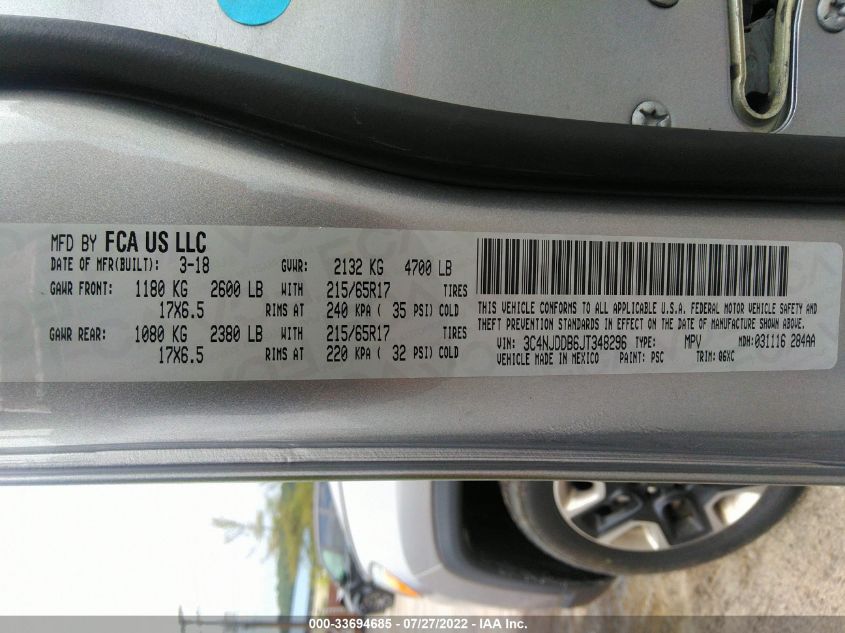 MFD BY FCA US LLC
DATE OF MFR(BUILT): 3-18 GVWR: 2132 KG 4700 LB
GAWR FRONT: 1180 KG 2600 LB WITH 215/65R17 TIRES
17X6.5 RIMS AT 240 KPA ( 35 PSI) COLD
GAWR REAR: 1080 KG 2380 LB WITH 215/65R17 TIRES
17X6.5 RIMS AT 220 KPA ( 32 PSI) COLD
THIS VEHICLE CONFORMS TO ALL APPLICABLE U.S.A. FEDERAL MOTOR VEHICLE SAFETY AND
THEFT PREVENTION STANDARDS IN EFFECT ON THE DATE OF MANUFACTURE SHOWN ABOVE.
VIN: 3C4NJDDB6JT348296 TYPE: MPV MDH:031116 284AA
VEHICLE MADE IN MEXICO PAINT: PSC TRIM: 06XC
000-33694685 - 07/27/2022 - IAA Inc.